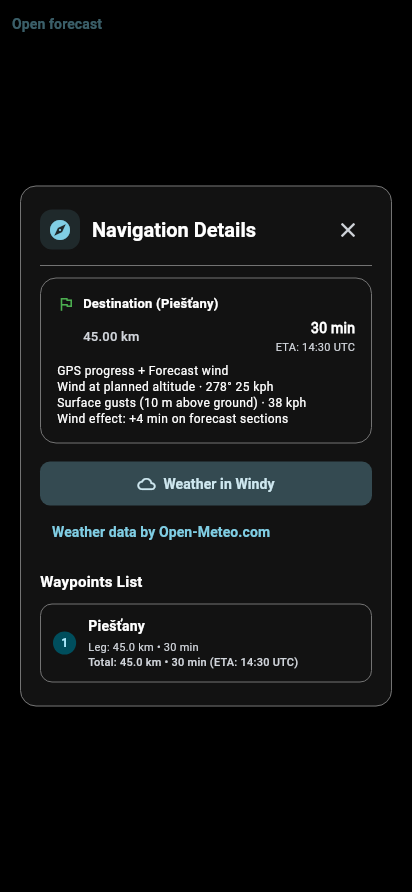 Open forecast
Navigation Details
Destination (Piešťany)
45.00 km
30 min
ETA: 14:30 UTC
GPS progress + Forecast wind
Wind at planned altitude · 278° 25 kph
Surface gusts (10 m above ground) · 38 kph
Wind effect: +4 min on forecast sections
Weather in Windy
Weather data by Open-Meteo.com
Waypoints List
1
Piešťany
Leg: 45.0 km • 30 min
Total: 45.0 km • 30 min (ETA: 14:30 UTC)